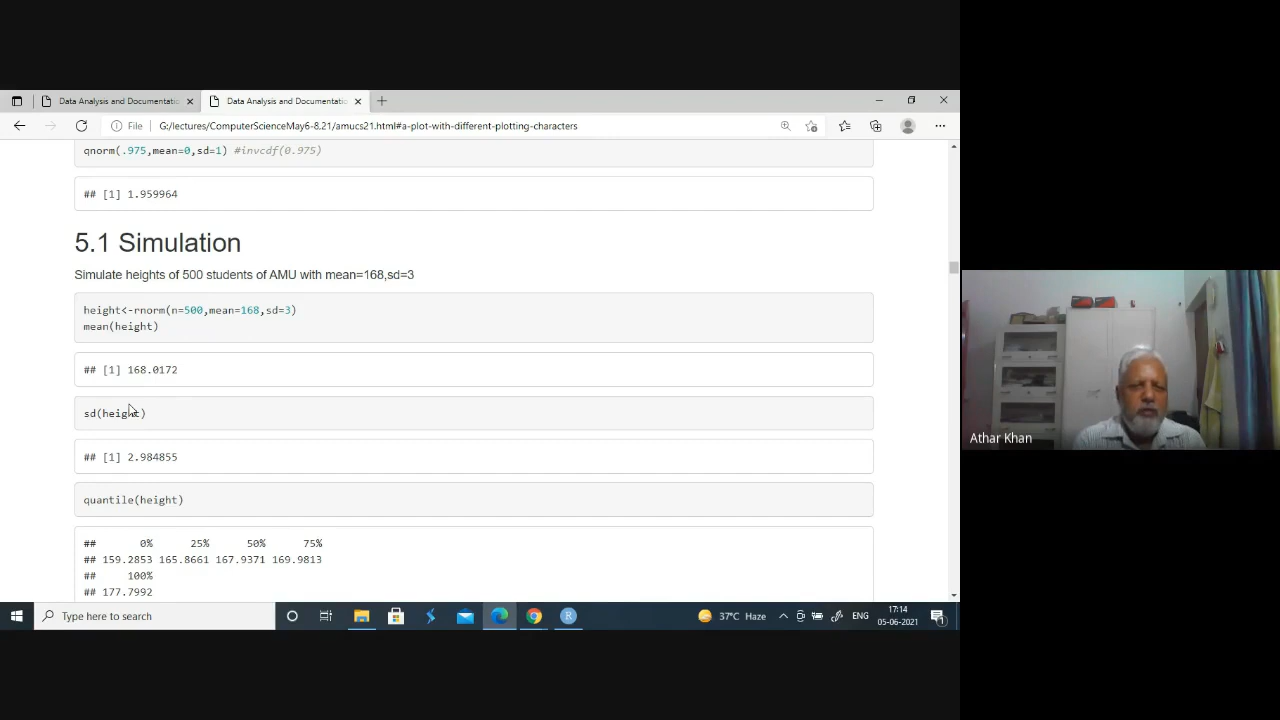 Data Analysis and Documentatio
Data Analysis and Documentatio
File G:/lectures/ComputerScienceMay6-8.21/amucs21.html#a-plot-with-different-plotting-characters
qnorm(.975,mean=0,sd=1) #invcdf(0.975)
## [1] 1.959964
5.1 Simulation
Simulate heights of 500 students of AMU with mean=168,sd=3
height<-rnorm(n=500,mean=168,sd=3)
mean(height)
## [1] 168.0172
sd(height)
## [1] 2.984855
quantile(height)
## 0% 25% 50% 75%
## 159.2853 165.8661 167.9371 169.9813
## 100%
## 177.7992
Athar Khan
Type here to search
37°C Haze
ENG
17:14
05-06-2021
1